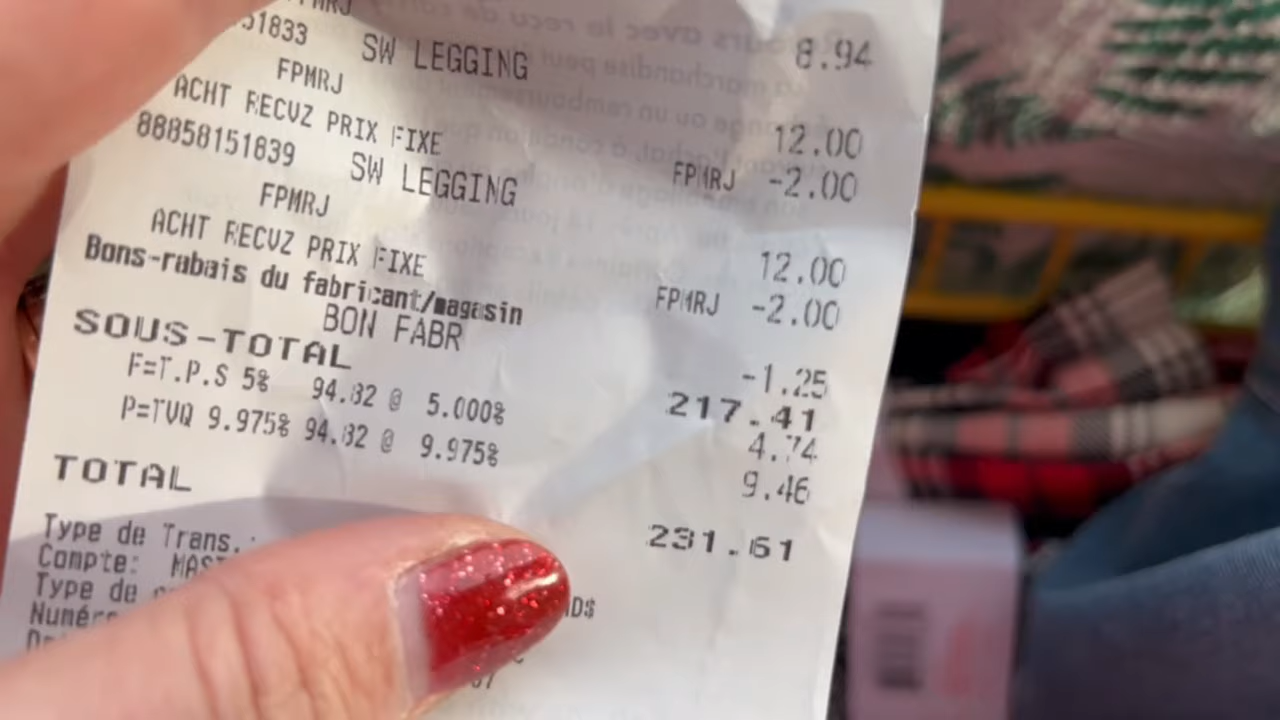 51833 SW LEGGING 8.94
FPMRJ
ACHT RECVZ PRIX FIXE 12.00
88858151839 SW LEGGING FPMRJ -2.00
FPMRJ
ACHT RECVZ PRIX FIXE 12.00
Bons-rabais du fabricant/magasin FPMRJ -2.00
BON FABR -1.25
SOUS-TOTAL 217.41
F=T.P.S 5% 94.82 @ 5.000% 4.74
P=TVQ 9.975% 94.82 @ 9.975% 9.46
TOTAL 231.61
Type de Trans.:
Compte:
Type de